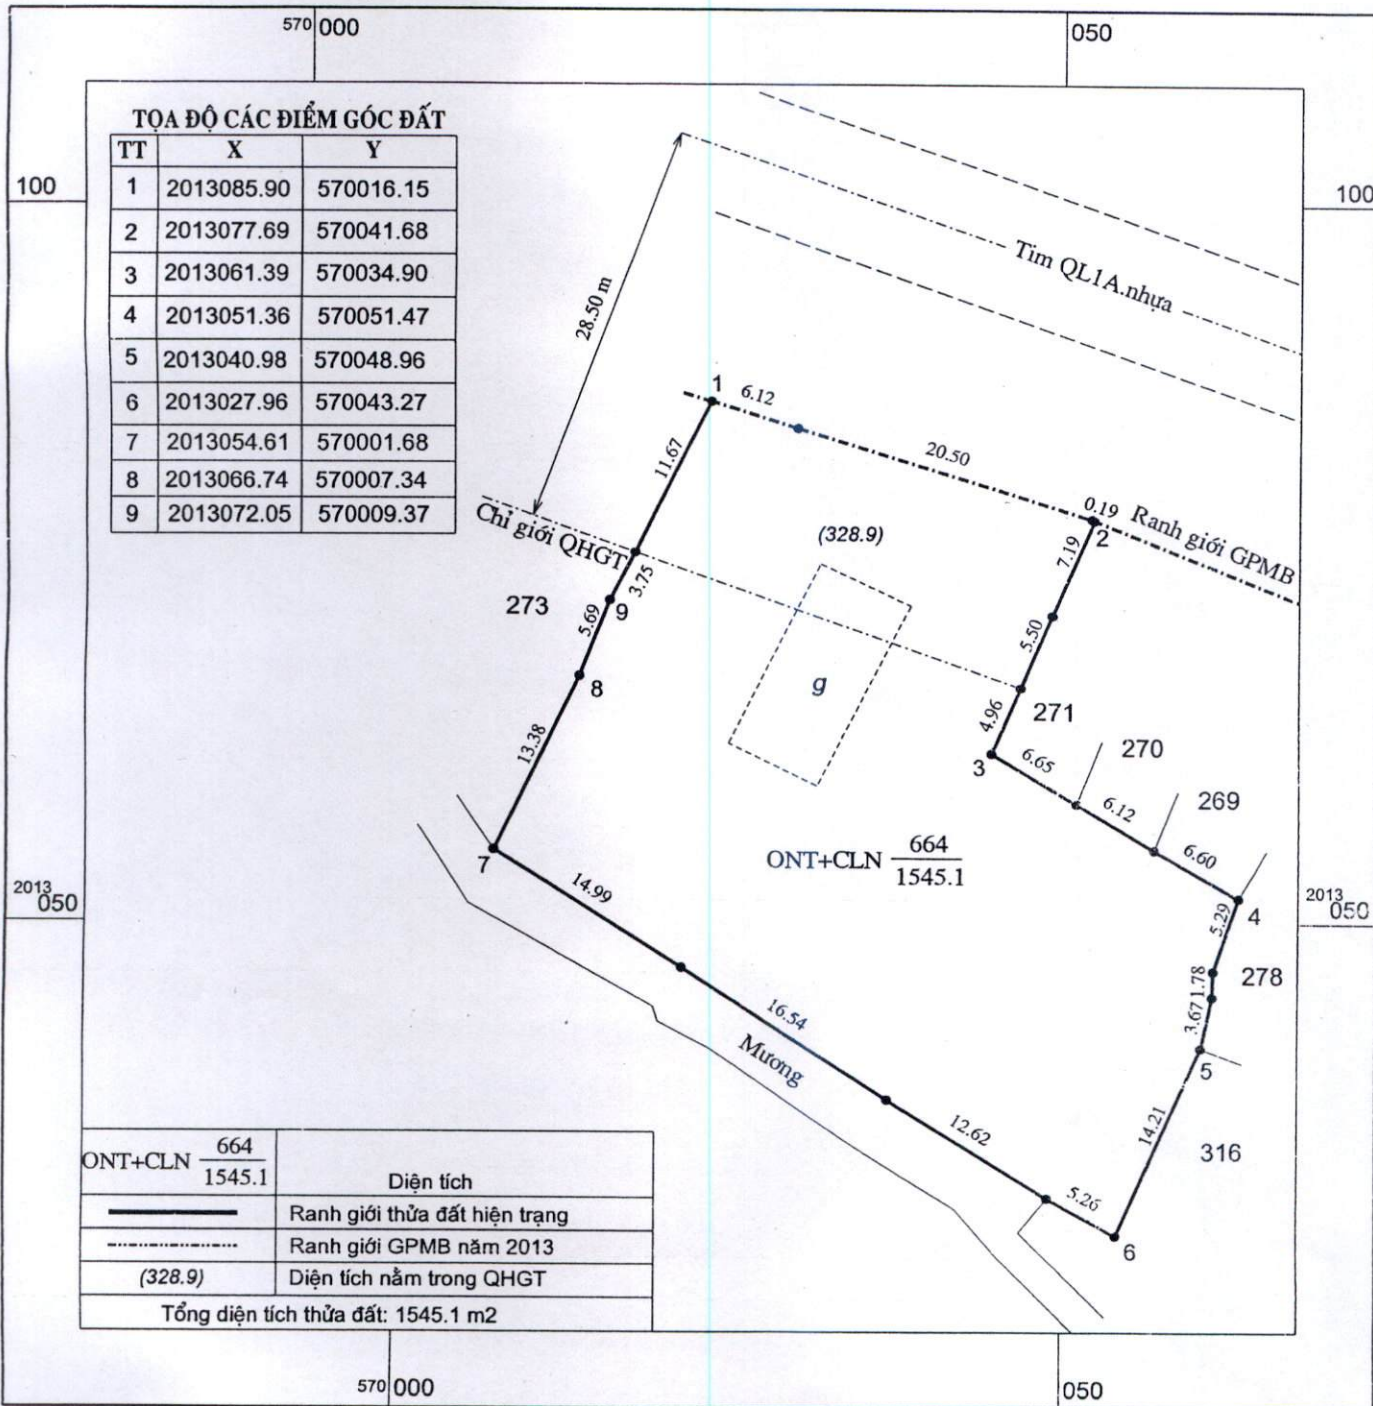 570 000
050
TỌA ĐỘ CÁC ĐIỂM GÓC ĐẤT
TT X Y
1 2013085.90 570016.15
2 2013077.69 570041.68
3 2013061.39 570034.90
4 2013051.36 570051.47
5 2013040.98 570048.96
6 2013027.96 570043.27
7 2013054.61 570001.68
8 2013066.74 570007.34
9 2013072.05 570009.37
100
100
Tim QL1A.nhựa
28.50 m
1
6.12
20.50
0.19
2
Ranh giới GPMB
11.67
Chỉ giới QHGT
(328.9)
7.19
3.75
273
9
5.69
5.50
8
g
271
4.96
13.38
3
6.65
270
6.12
269
6.60
7
ONT+CLN 664
1545.1
14.99
2013 050
2013 050
4
5.29
278
1.78
3.67
16.54
Mương
5
14.21
12.62
316
5.26
6
ONT+CLN 664
1545.1
Diện tích
Ranh giới thửa đất hiện trạng
Ranh giới GPMB năm 2013
(328.9) Diện tích nằm trong QHGT
Tổng diện tích thửa đất: 1545.1 m2
570 000
050